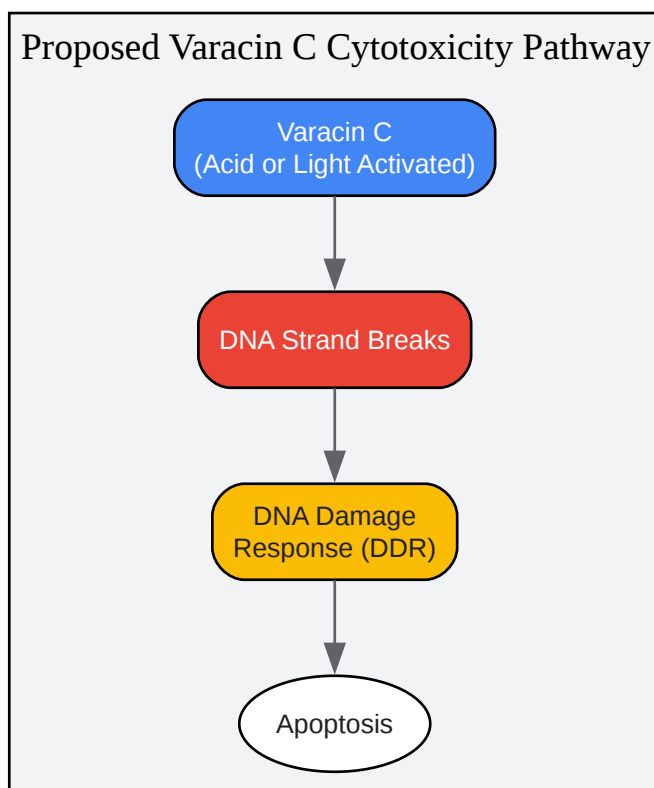 Proposed Varacin C Cytotoxicity Pathway
Varacin C
(Acid or Light Activated)
DNA Strand Breaks
DNA Damage
Response (DDR)
Apoptosis